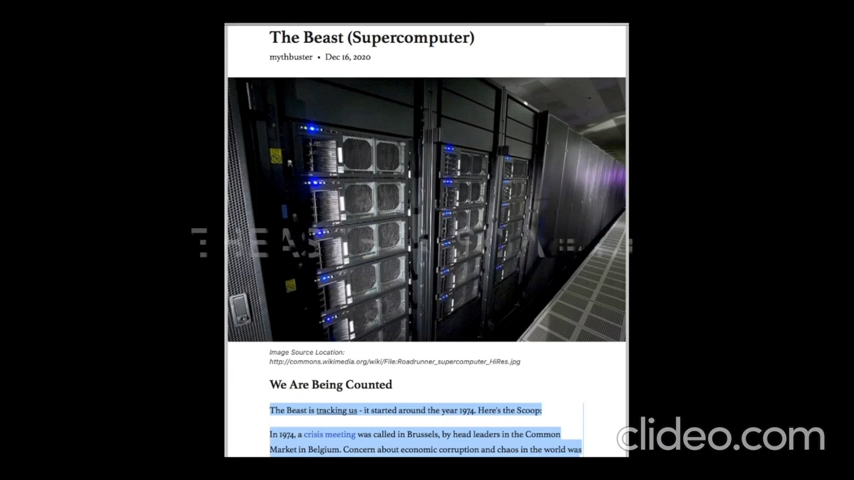 The Beast (Supercomputer)
mythbuster • Dec 16, 2020
Image Source Location:
http://commons.wikimedia.org/wiki/File:Roadrunner_supercomputer_HiRes.jpg
We Are Being Counted
The Beast is tracking us - it started around the year 1974. Here's the Scoop:
In 1974, a crisis meeting was called in Brussels, by head leaders in the Common
Market in Belgium. Concern about economic corruption and chaos in the world was
clideo.com